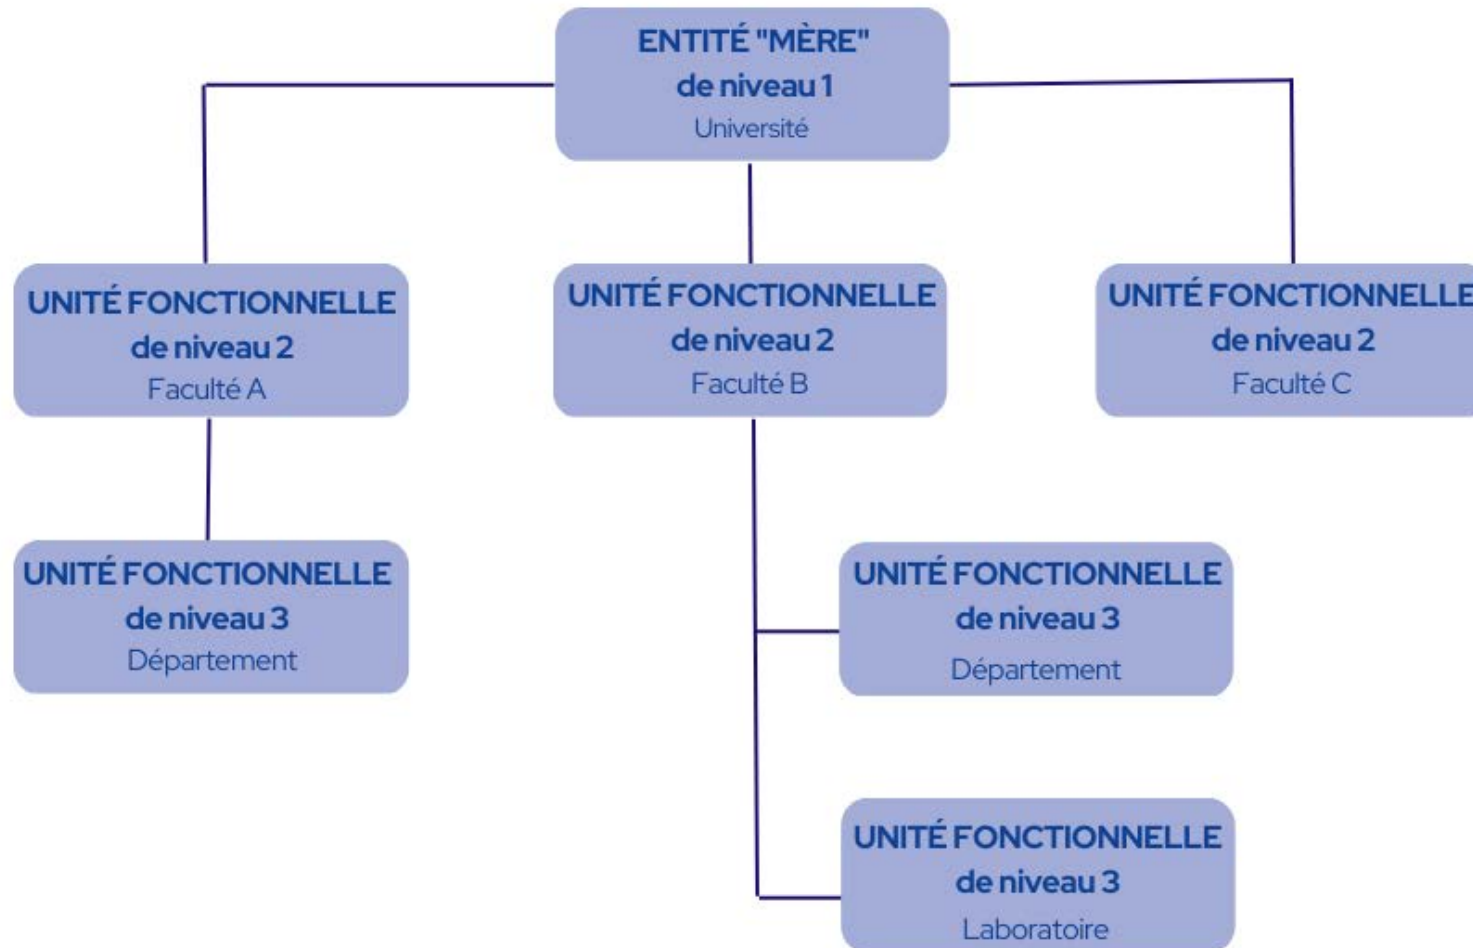 ENTITÉ "MÈRE"
de niveau 1
Université
UNITÉ FONCTIONNELLE
de niveau 2
Faculté A
UNITÉ FONCTIONNELLE
de niveau 2
Faculté B
UNITÉ FONCTIONNELLE
de niveau 2
Faculté C
UNITÉ FONCTIONNELLE
de niveau 3
Département
UNITÉ FONCTIONNELLE
de niveau 3
Département
UNITÉ FONCTIONNELLE
de niveau 3
Laboratoire